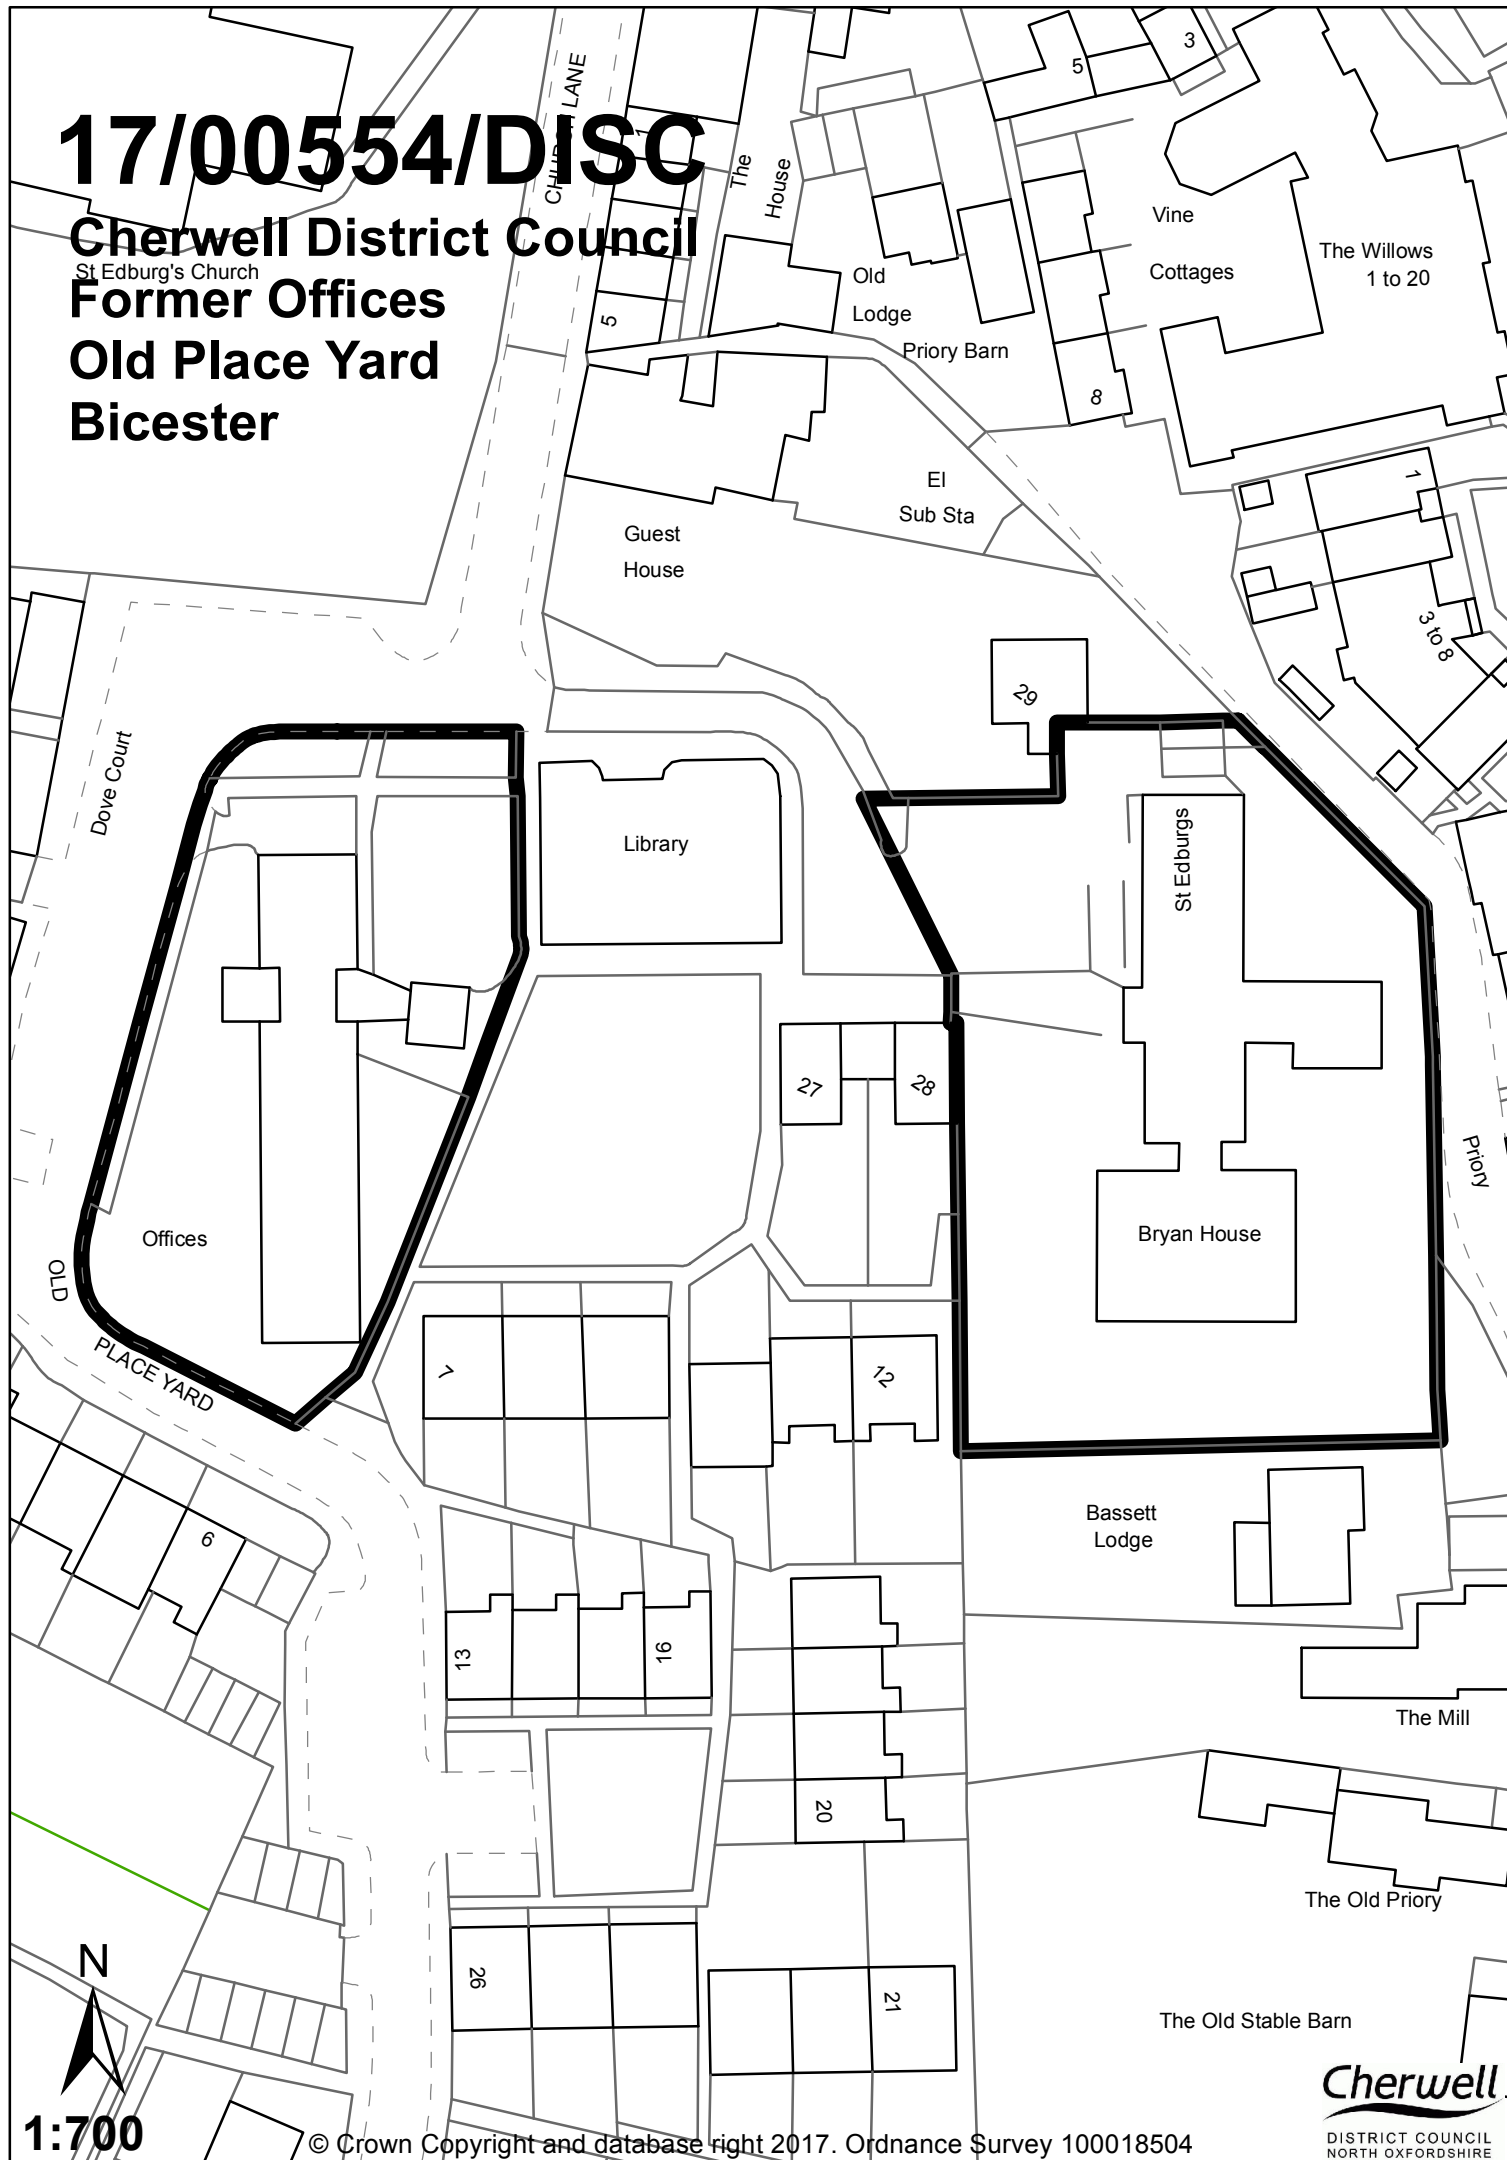 17/00554/DISC
Cherwell District Council
Former Offices
Old Place Yard
Bicester
St Edburg's Church
CHURCH LANE
1
5
The
House
5
3
Old
Lodge
Priory Barn
Vine
Cottages
8
The Willows
1 to 20
El
Sub Sta
Guest
House
1
3 to 8
29
Dove Court
Library
St Edburgs
27
28
Priory
Offices
Bryan House
OLD
PLACE YARD
7
12
6
Bassett
Lodge
13
16
The Mill
20
The Old Priory
26
21
The Old Stable Barn
N
1:700
© Crown Copyright and database right 2017. Ordnance Survey 100018504
Cherwell
DISTRICT COUNCIL
NORTH OXFORDSHIRE